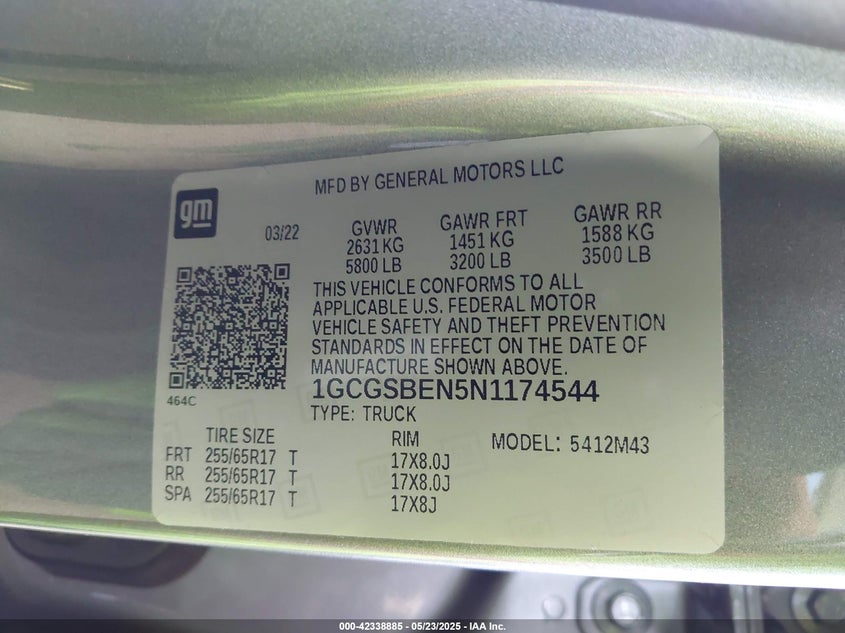 MFD BY GENERAL MOTORS LLC
gm
03/22
GVWR
2631 KG
5800 LB
GAWR FRT
1451 KG
3200 LB
GAWR RR
1588 KG
3500 LB
THIS VEHICLE CONFORMS TO ALL
APPLICABLE U.S. FEDERAL MOTOR
VEHICLE SAFETY AND THEFT PREVENTION
STANDARDS IN EFFECT ON THE DATE OF
MANUFACTURE SHOWN ABOVE.
464C
1GCGSBEN5N1174544
TYPE: TRUCK
TIRE SIZE
RIM
MODEL: 5412M43
FRT 255/65R17 T 17X8.0J
RR 255/65R17 T 17X8.0J
SPA 255/65R17 T 17X8J
000-42338885 - 05/23/2025 - IAA Inc.